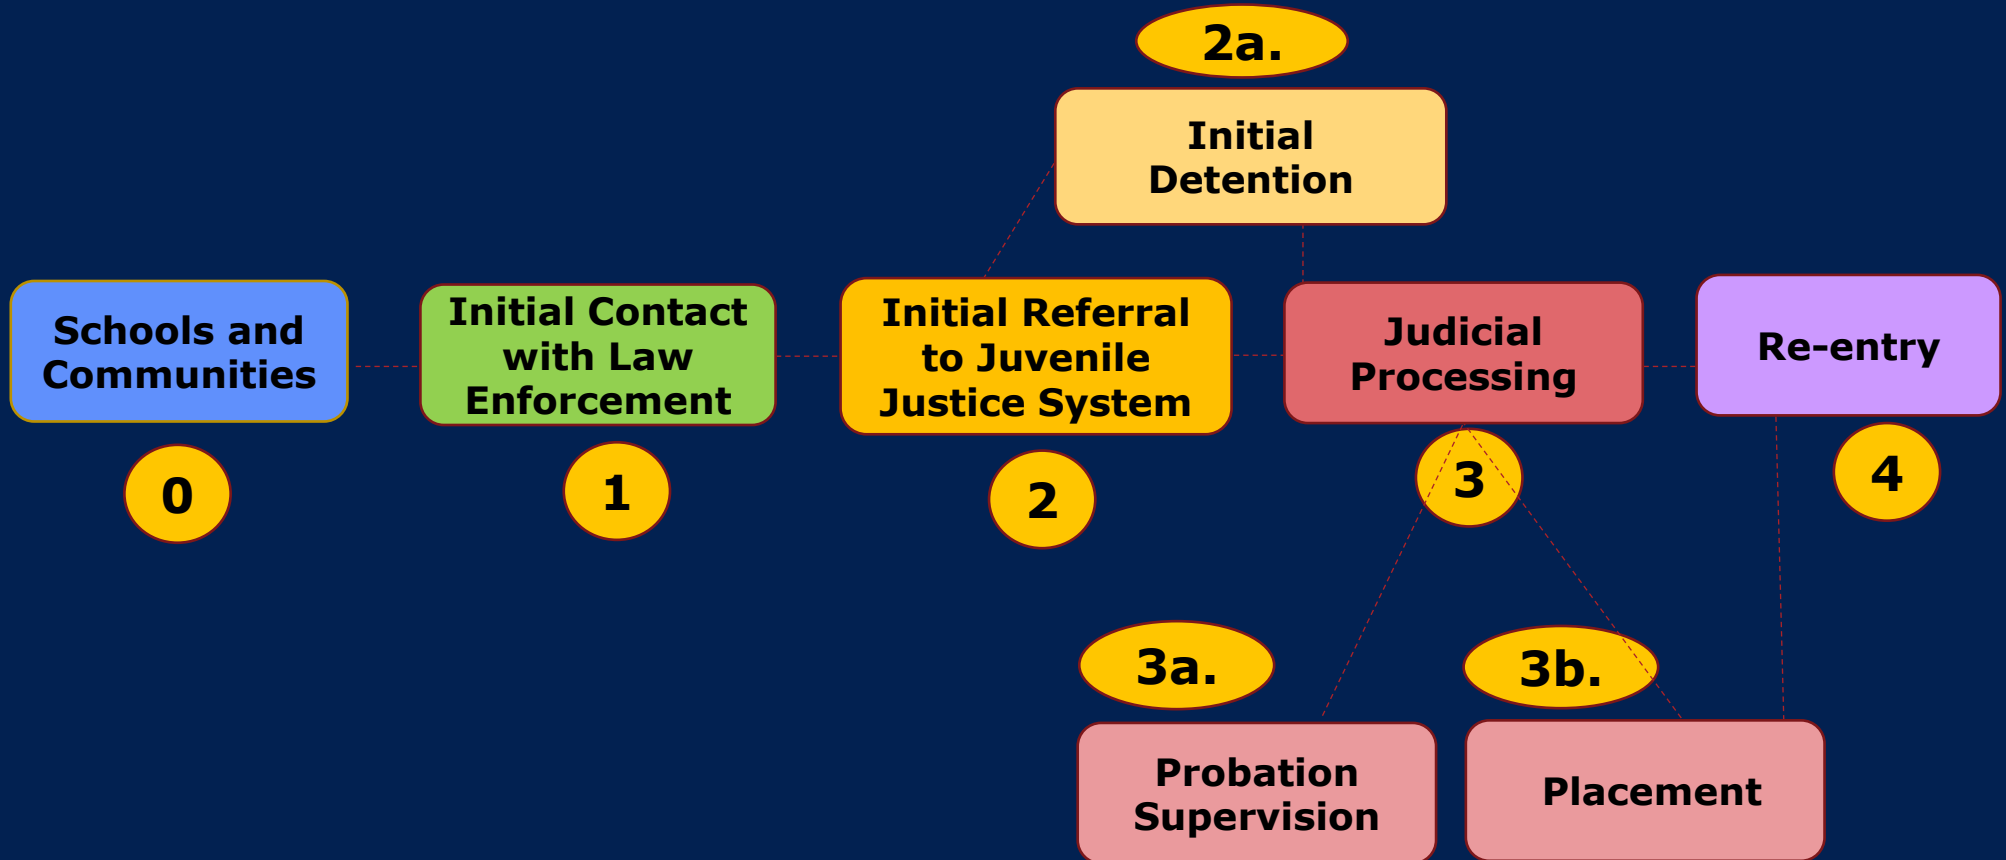 2a.
Initial
Detention
Schools and
Communities
0
Initial Contact
with Law
Enforcement
1
Initial Referral
to Juvenile
Justice System
2
Judicial
Processing
3
Re-entry
4
3a.
Probation
Supervision
3b.
Placement